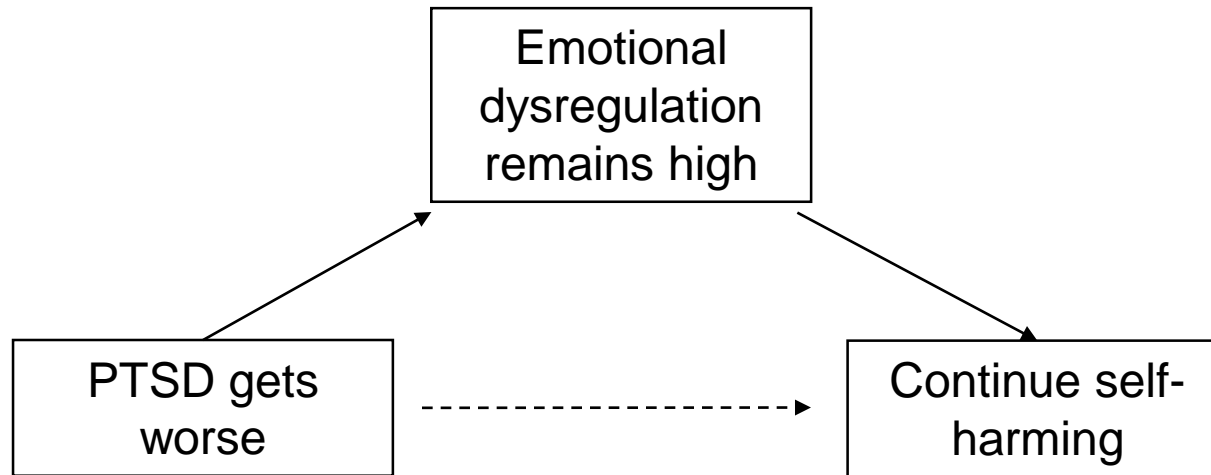 Emotional
dysregulation
remains high
PTSD gets
worse
Continue self-
harming